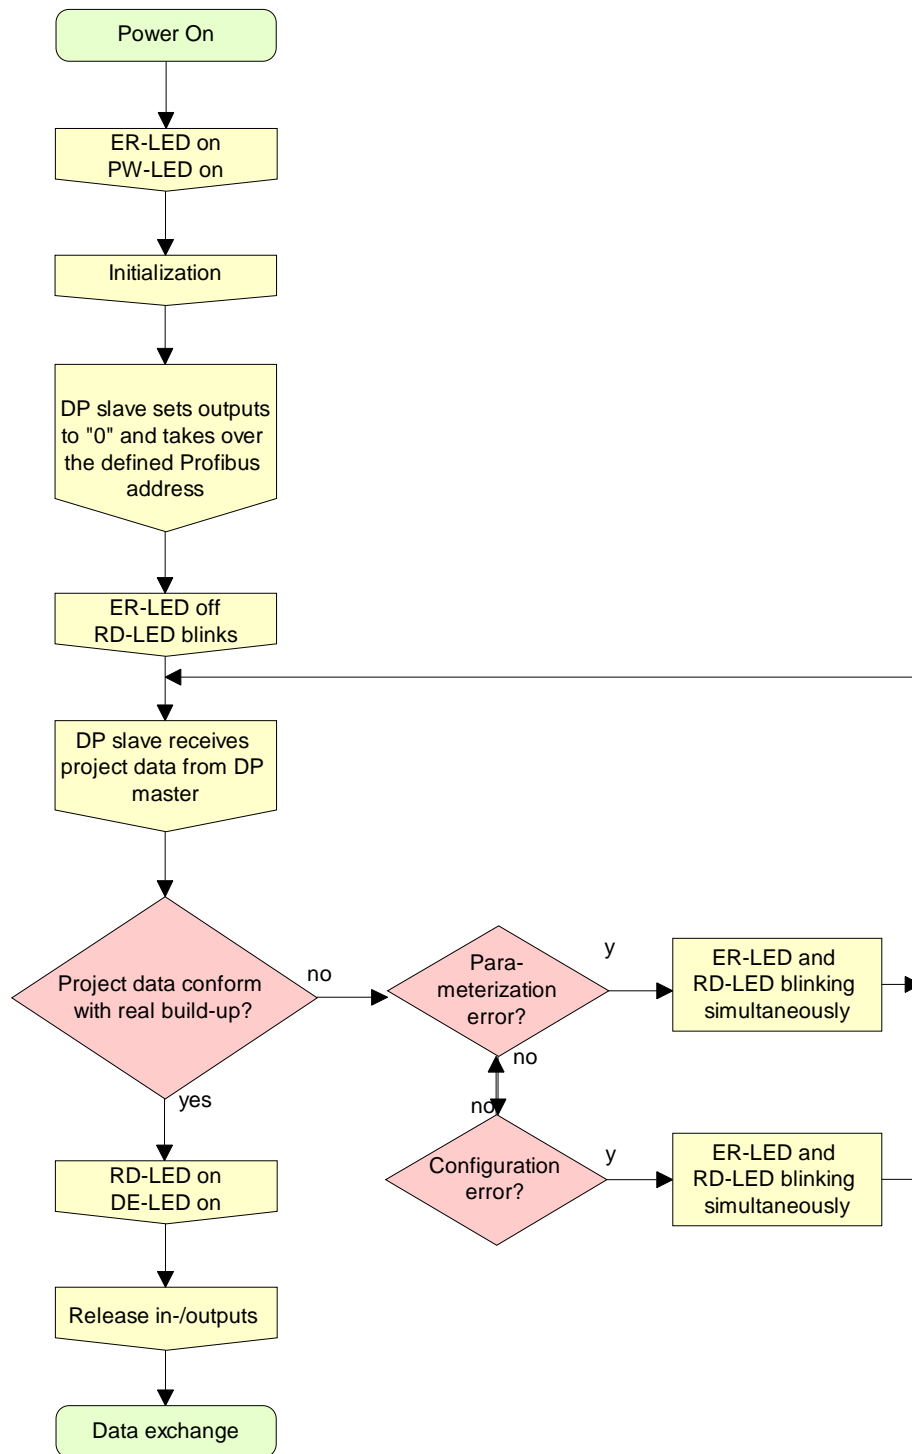 Power On
ER-LED on
PW-LED on
Initialization
DP slave sets outputs
to "0" and takes over
the defined Profibus
address
ER-LED off
RD-LED blinks
DP slave receives
project data from DP
master
Project data conform
with real build-up?
no
yes
Para-
meterization
error?
y
no
ER-LED and
RD-LED blinking
simultaneously
no
Configuration
error?
y
ER-LED and
RD-LED blinking
simultaneously
RD-LED on
DE-LED on
Release in-/outputs
Data exchange